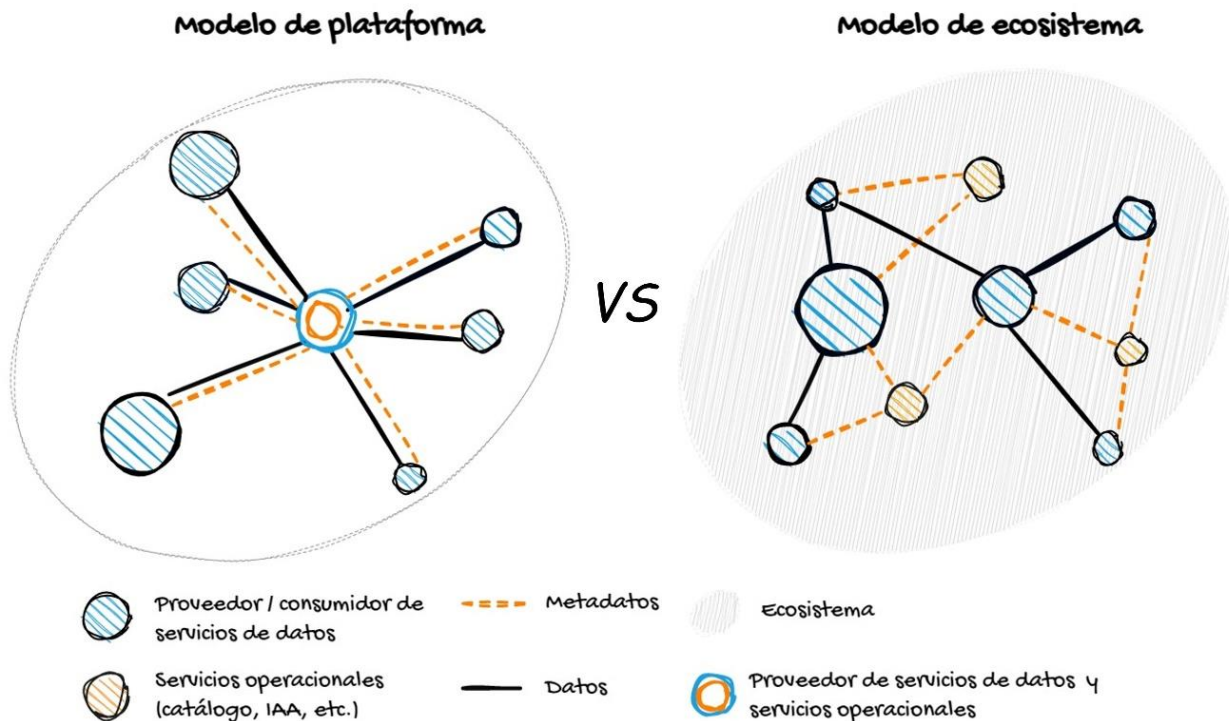 Modelo de plataforma
Modelo de ecosistema
VS
Proveedor / consumidor de
servicios de datos
Metadatos
Ecosistema
Servicios operacionales
(catálogo, IAA, etc.)
Datos
Proveedor de servicios de datos y
servicios operacionales